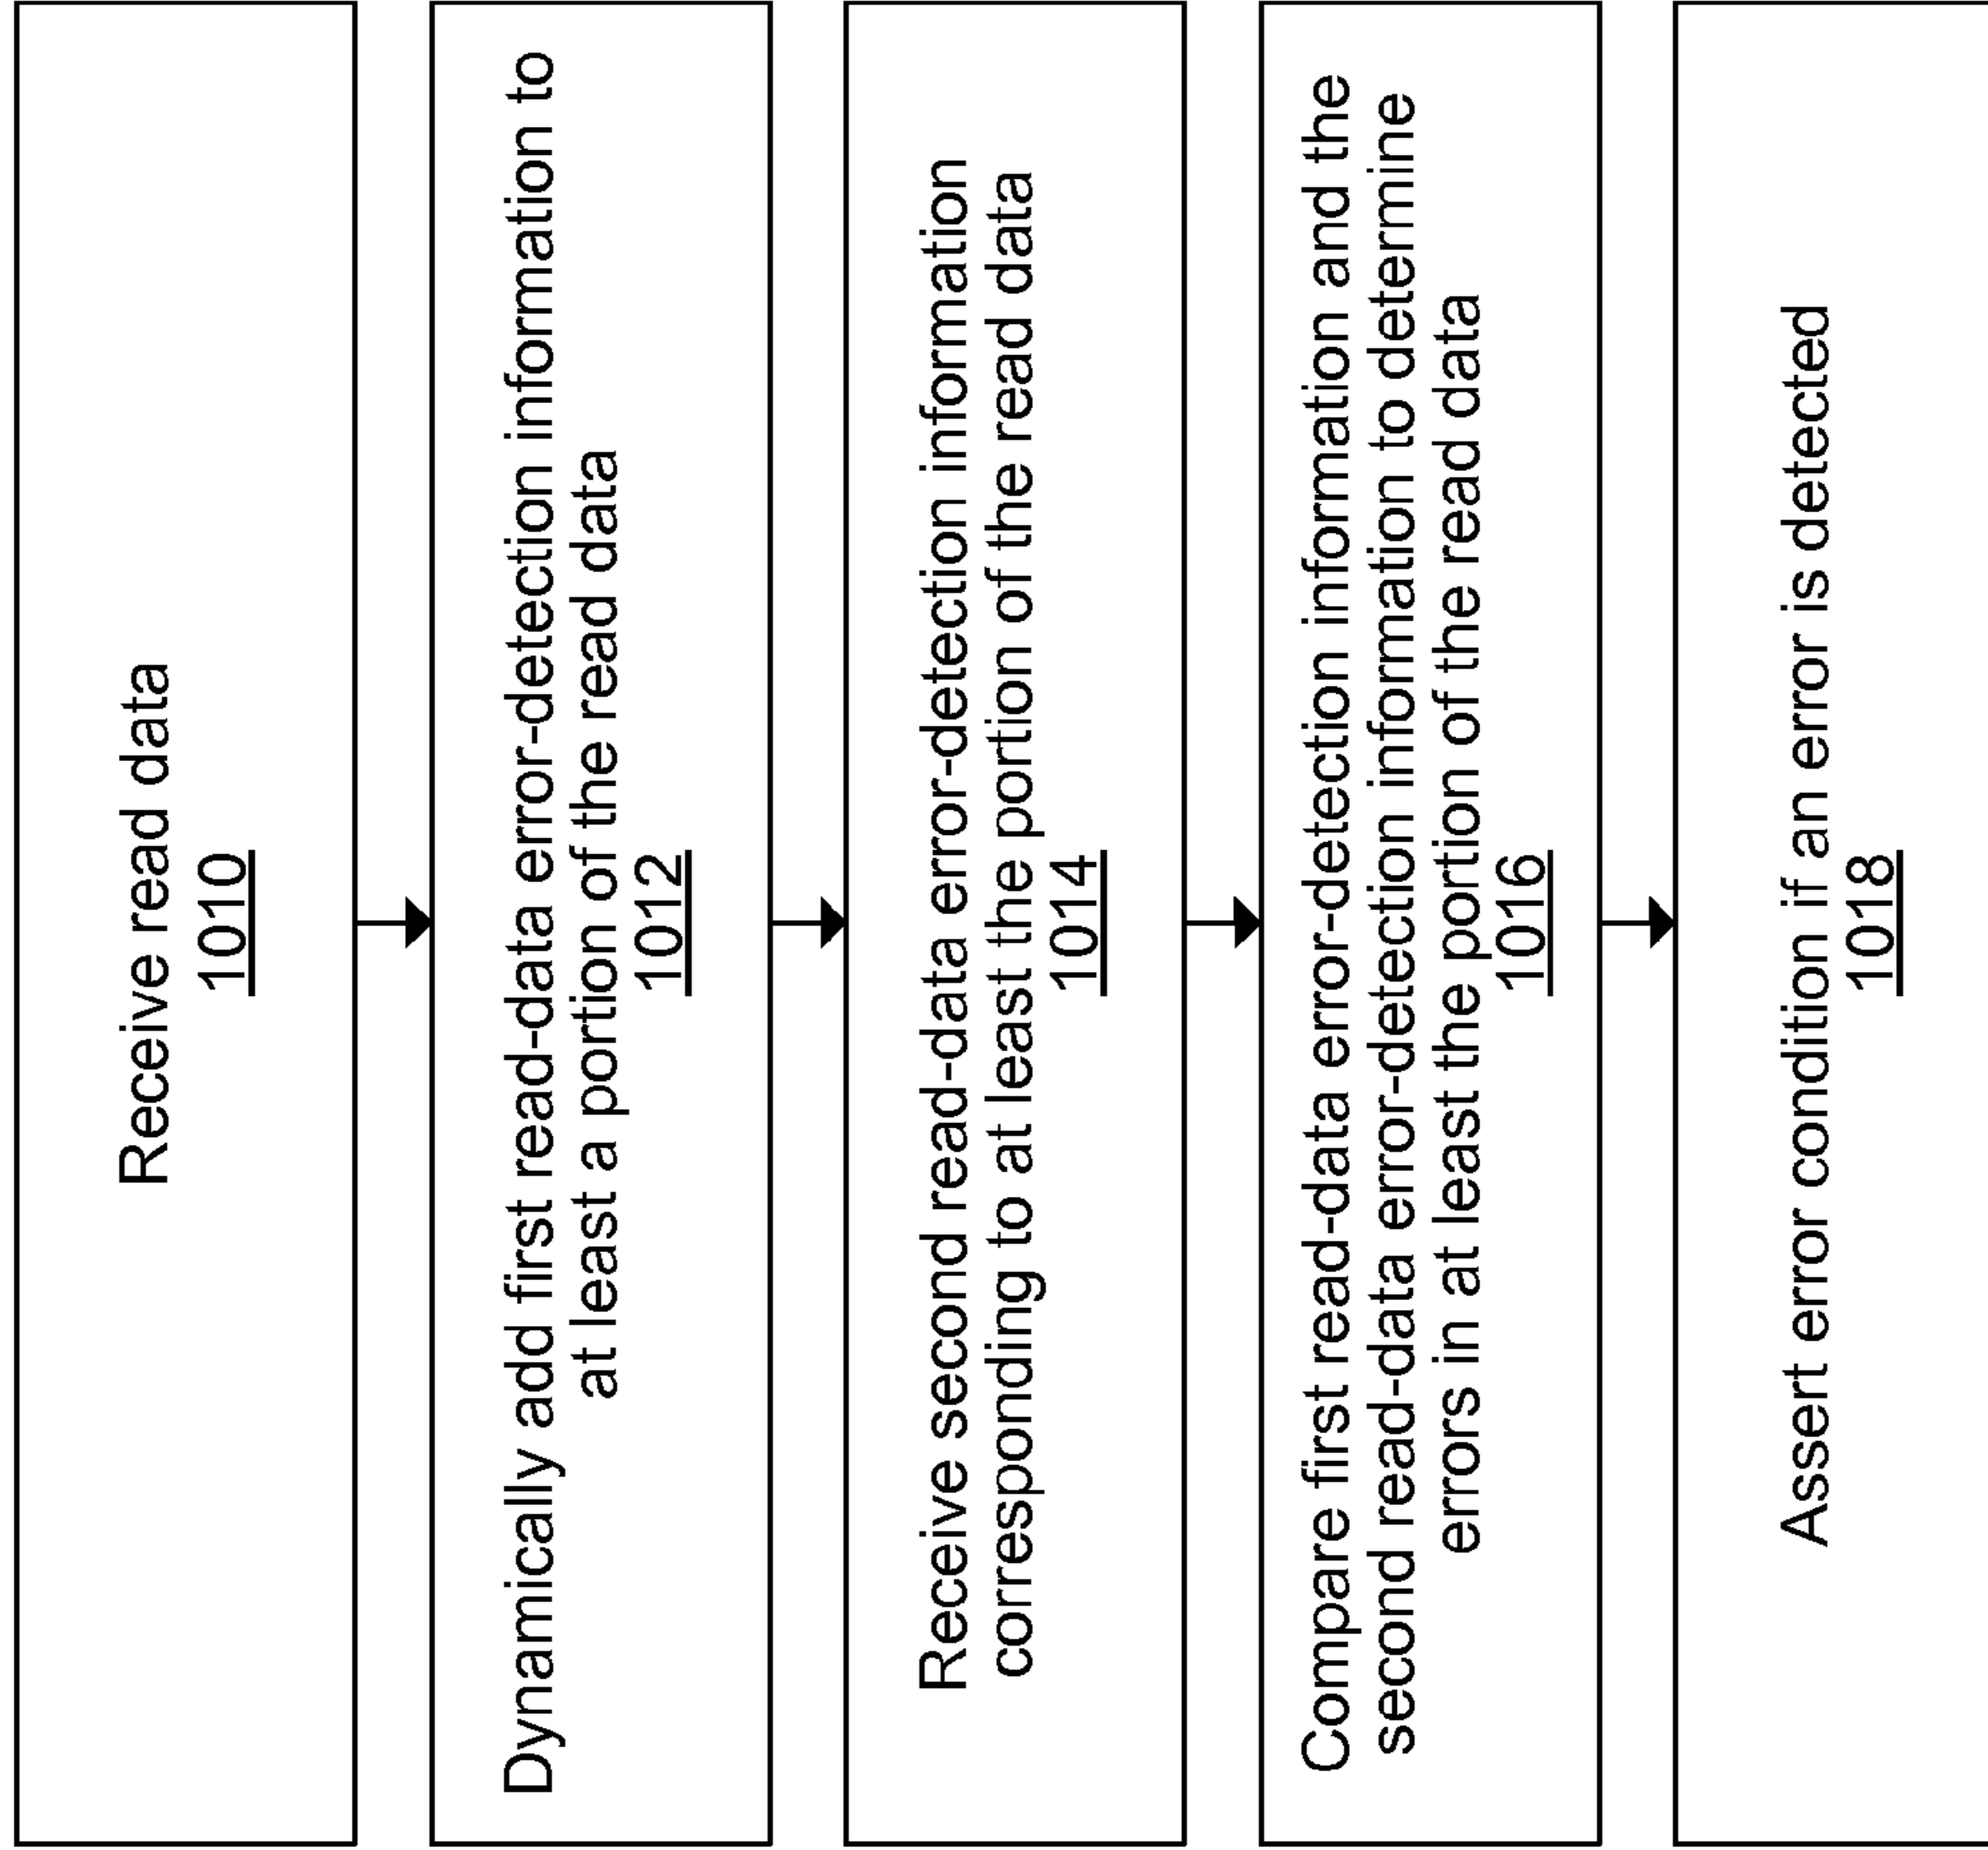 Receive read data
1010
Dynamically add first read-data error-detection information to
at least a portion of the read data
1012
Receive second read-data error-detection information
corresponding to at least the portion of the read data
1014
Compare first read-data error-detection information and the
second read-data error-detection information to determine
errors in at least the portion of the read data
1016
Assert error condition if an error is detected
1018